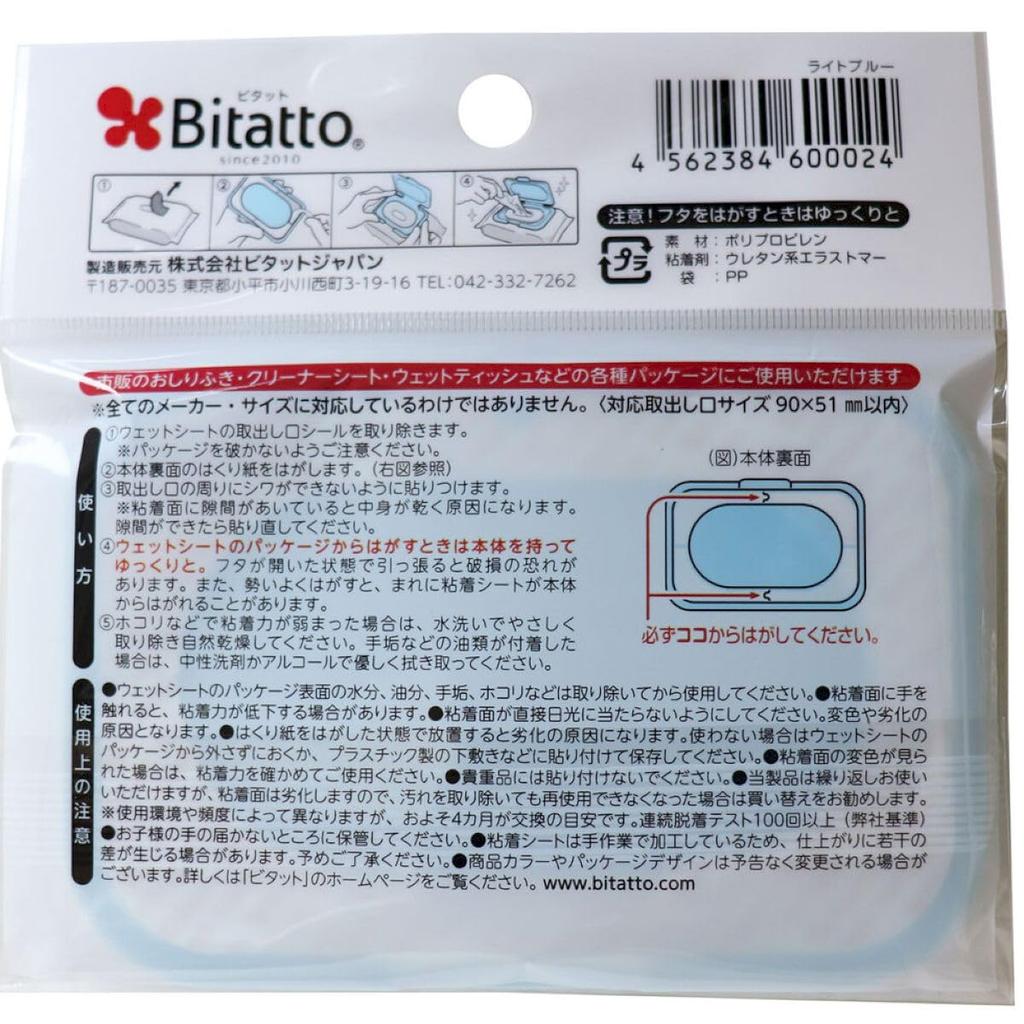 ライトブルー
ビタット
Bitatto®
since2010
4 562384 600024
① ② ③ ④
注意!フタをはがすときはゆっくりと
プラ
素 材:ポリプロピレン
粘着剤:ウレタン系エラストマー
袋 :PP
製造販売元 株式会社ビタットジャパン
〒187-0035 東京都小平市小川西町3-19-16 TEL:042-332-7262
市販のおしりふき・クリーナーシート・ウェットティッシュなどの各種パッケージにご使用いただけます
※全てのメーカー・サイズに対応しているわけではありません。〈対応取出し口サイズ 90×51 ㎜以内〉
使い方
①ウェットシートの取出し口シールを取り除きます。
※パッケージを破かないようご注意ください。
②本体裏面のはくり紙をはがします。(右図参照)
③取出し口の周りにシワができないように貼りつけます。
※粘着面に隙間があいていると中身が乾く原因になります。
隙間ができたら貼り直してください。
④ウェットシートのパッケージからはがすときは本体を持って
ゆっくりと。フタが開いた状態で引っ張ると破損の恐れが
あります。また、勢いよくはがすと、まれに粘着シートが本体
からはがれることがあります。
⑤ホコリなどで粘着力が弱まった場合は、水洗いでやさしく
取り除き自然乾燥してください。手垢などの油類が付着した
場合は、中性洗剤かアルコールで優しく拭き取ってください。
(図)本体裏面
必ずココからはがしてください。
使用上の注意
●ウェットシートのパッケージ表面の水分、油分、手垢、ホコリなどは取り除いてから使用してください。●粘着面に手を
触れると、粘着力が低下する場合があります。●粘着面が直接日光に当たらないようにしてください。変色や劣化の
原因となります。●はくり紙をはがした状態で放置すると劣化の原因になります。使わない場合はウェットシートの
パッケージから外さずにおくか、プラスチック製の下敷きなどに貼り付けて保存してください。●粘着面の変色が見ら
れた場合は、粘着力を確かめてご使用ください。●貴重品には貼り付けないでください。●当製品は繰り返しお使い
いただけますが、粘着面は劣化しますので、汚れを取り除いても再使用できなくなった場合は買い替えをお勧めします。
※使用環境や頻度によって異なりますが、およそ4カ月が交換の目安です。連続脱着テスト100回以上(弊社基準)
●お子様の手の届かないところに保管してください。●粘着シートは手作業で加工しているため、仕上がりに若干の
差が生じる場合があります。予めご了承ください。●商品カラーやパッケージデザインは予告なく変更される場合が
ございます。詳しくは「ビタット」のホームページをご覧ください。 www.bitatto.com